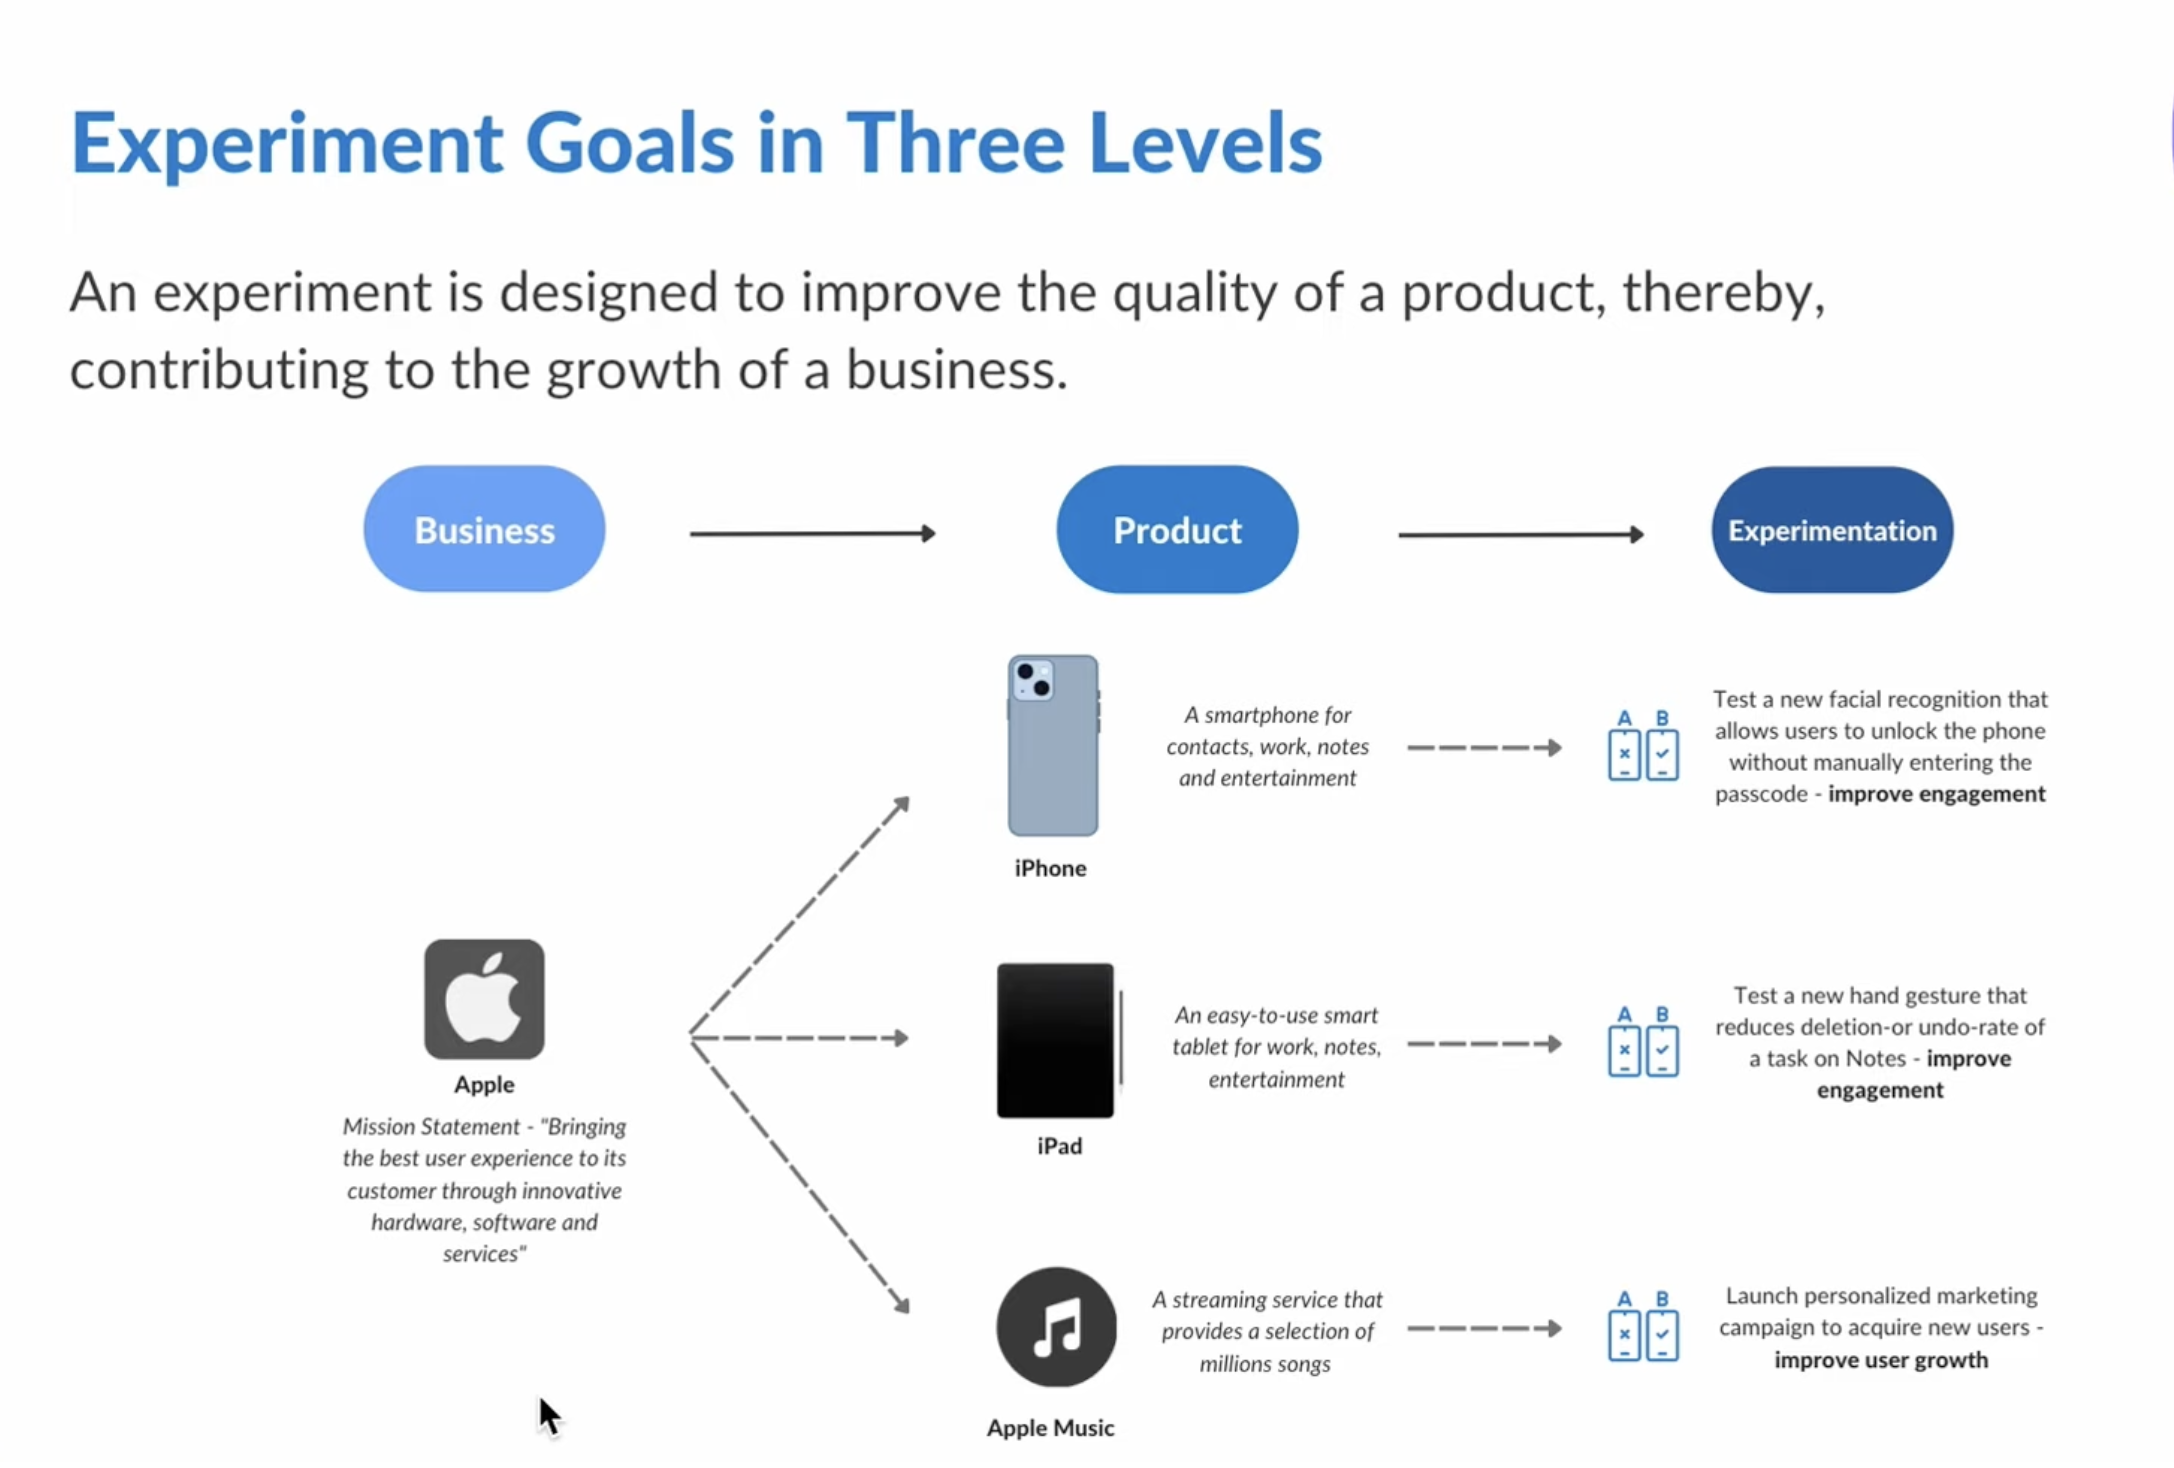 Experiment Goals in Three Levels
An experiment is designed to improve the quality of a product, thereby,
contributing to the growth of a business.
Business
Product
Experimentation
A smartphone for
contacts, work, notes
and entertainment
iPhone
A B
Test a new facial recognition that
allows users to unlock the phone
without manually entering the
passcode - improve engagement
Apple
Mission Statement - "Bringing
the best user experience to its
customer through innovative
hardware, software and
services"
An easy-to-use smart
tablet for work, notes,
entertainment
iPad
A B
Test a new hand gesture that
reduces deletion-or undo-rate of
a task on Notes - improve
engagement
A streaming service that
provides a selection of
millions songs
Apple Music
A B
Launch personalized marketing
campaign to acquire new users -
improve user growth